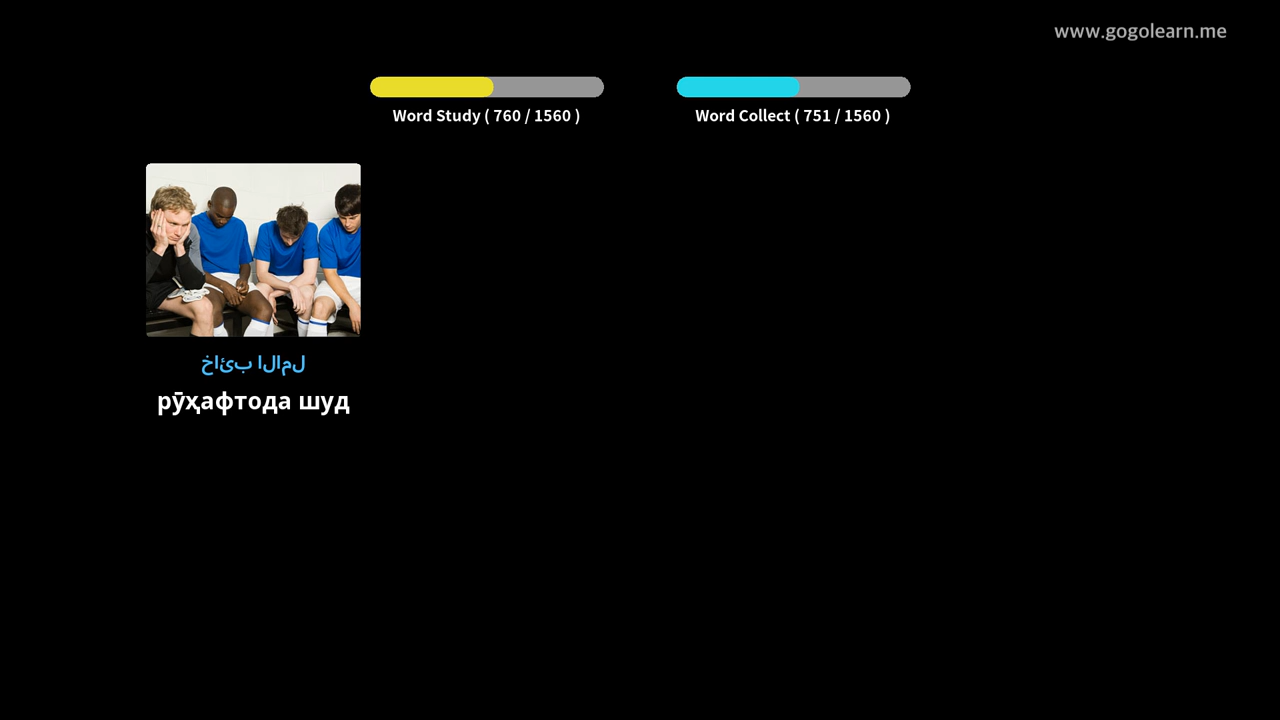 www.gogolearn.me
Word Study ( 760 / 1560 )
Word Collect ( 751 / 1560 )
خائب الامل
рӯҳафтода шуд